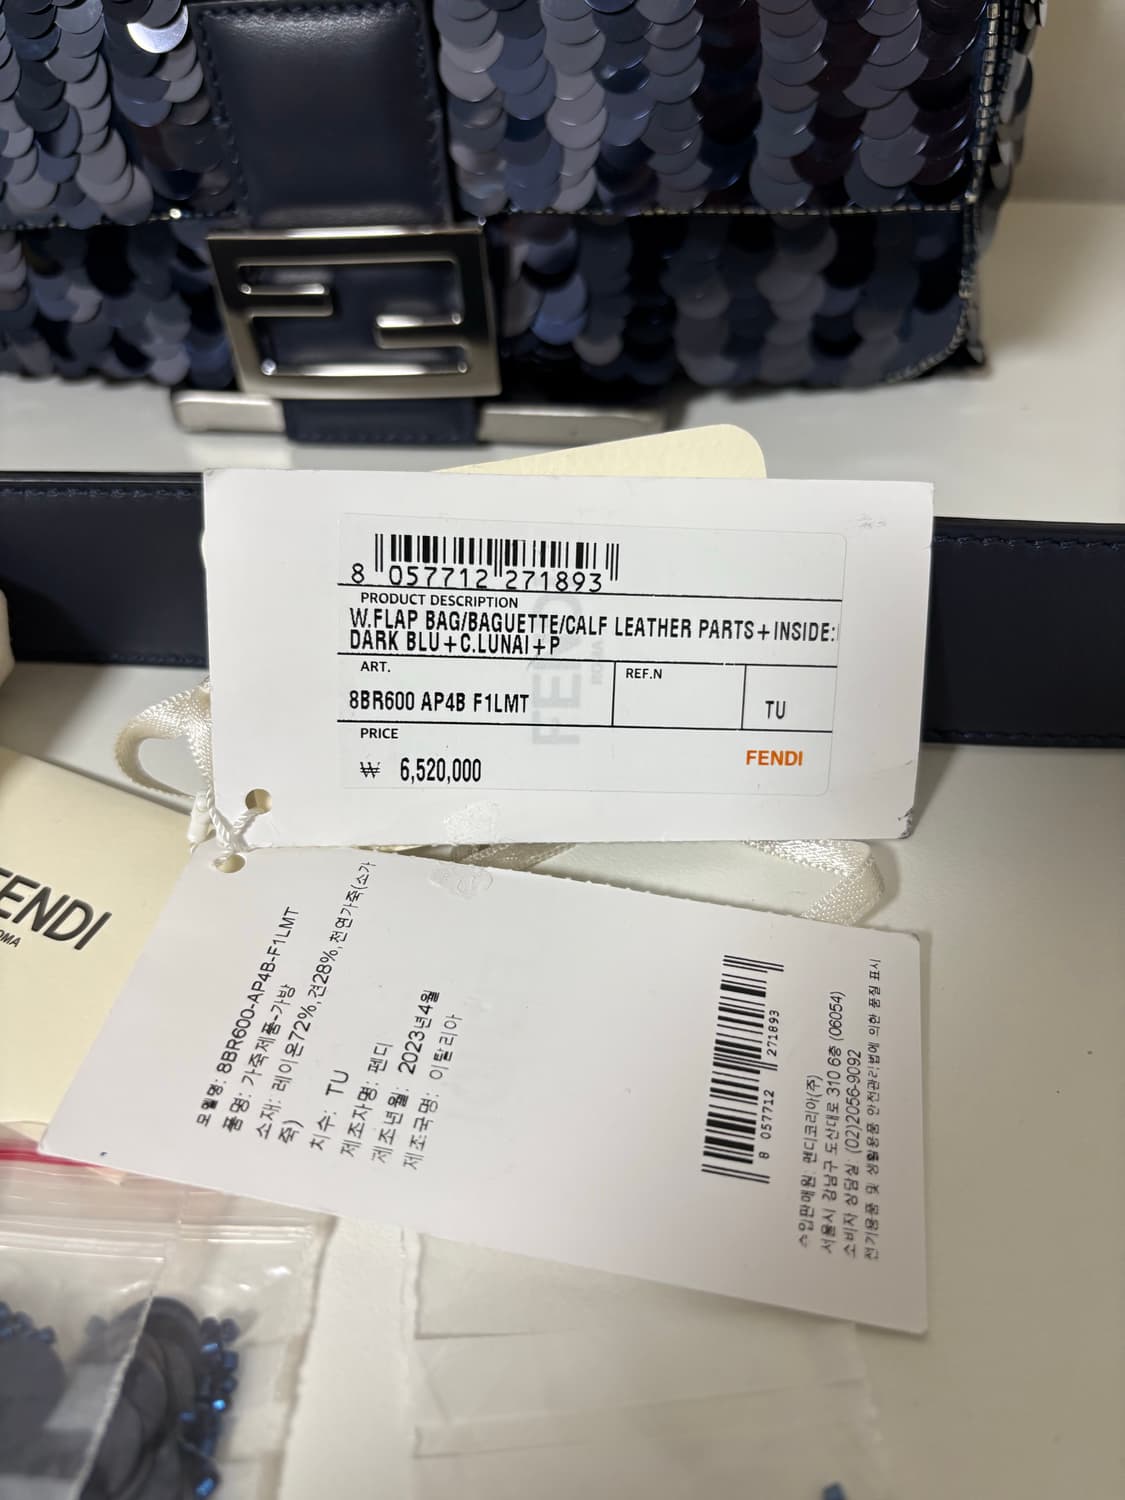 8 057712 271893
PRODUCT DESCRIPTION
W.FLAP BAG/BAGUETTE/CALF LEATHER PARTS+INSIDE:
DARK BLU+C.LUNAI+P
ART.
REF.N
8BR600 AP4B F1LMT
TU
PRICE
₩ 6,520,000
FENDI
FENDI
ROMA
모델명: 8BR600-AP4B-F1LMT
품명: 가죽제품-가방
소재: 레이온72%,견28%,천연가죽(소가
죽)
치수: TU
제조자명: 펜디
제조년월: 2023년4월
제조국명: 이탈리아
8 057712 271893
수입판매원: 펜디코리아(주)
서울시 강남구 도산대로 310 6층 (06054)
소비자 상담실: (02)2056-9092
전기용품 및 생활용품 안전관리법에 의한 품질 표시